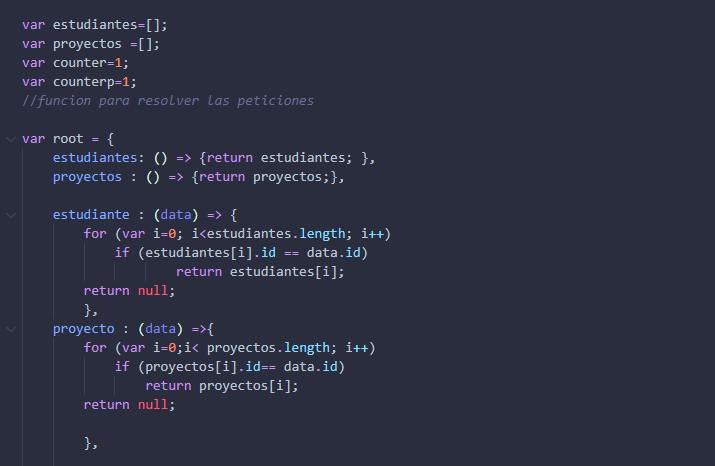 var estudiantes=[];
var proyectos =[];
var counter=1;
var counterp=1;
//funcion para resolver las peticiones
var root = {
estudiantes: () => {return estudiantes; },
proyectos : () => {return proyectos;},
estudiante : (data) => {
for (var i=0; i<estudiantes.length; i++)
if (estudiantes[i].id == data.id)
return estudiantes[i];
return null;
},
proyecto : (data) =>{
for (var i=0;i< proyectos.length; i++)
if (proyectos[i].id== data.id)
return proyectos[i];
return null;
},